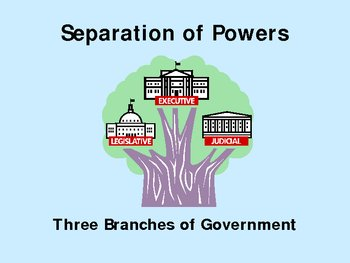 Separation of Powers
EXECUTIVE
LEGISLATIVE
JUDICIAL
Three Branches of Government